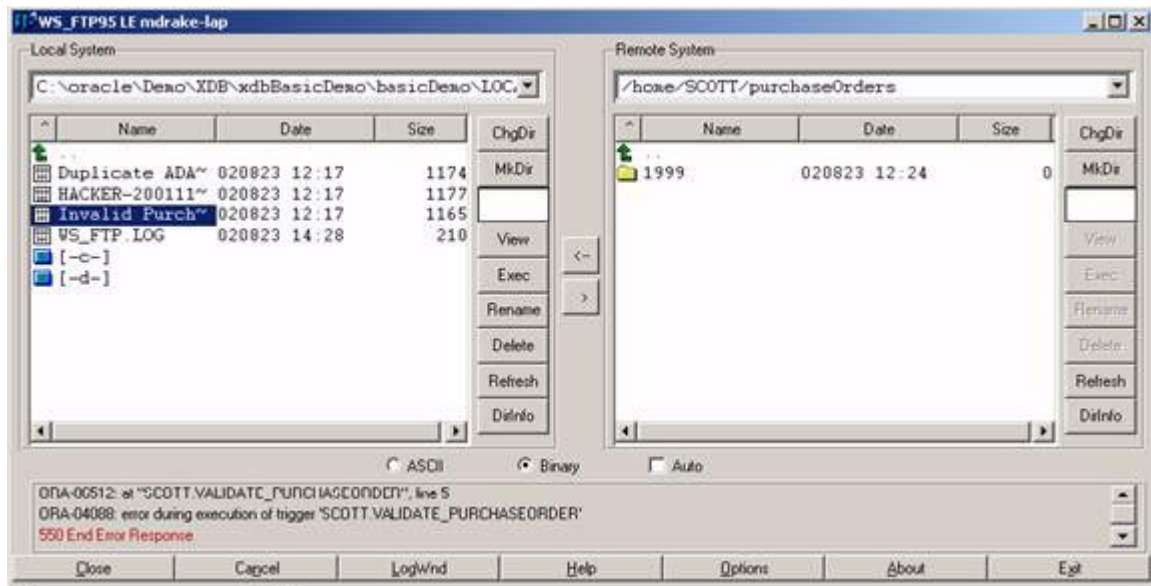 WS_FTP95 LE mdrake-lap
Local System
C:\oracle\Demo\XDB\xdbBasicDemo\basicDemo\LOC
^ Name Date Size
..
Duplicate ADA~ 020823 12:17 1174
HACKER-200111~ 020823 12:17 1177
Invalid Purch~ 020823 12:17 1165
WS_FTP.LOG 020823 14:28 210
[-c-]
[-d-]
ChgDir
MkDir
View
Exec
Rename
Delete
Refresh
DirInfo
<-
>
Remote System
/home/SCOTT/purchaseOrders
^ Name Date Size
..
1999 020823 12:24 0
ChgDir
MkDir
View
Exec
Rename
Delete
Refresh
DirInfo
ASCII Binary Auto
ORA-06512: at "SCOTT.VALIDATE_PURCHASEORDER", line 5
ORA-04088: error during execution of trigger 'SCOTT.VALIDATE_PURCHASEORDER'
550 End Error Response
Close Cancel LogWnd Help Options About Exit